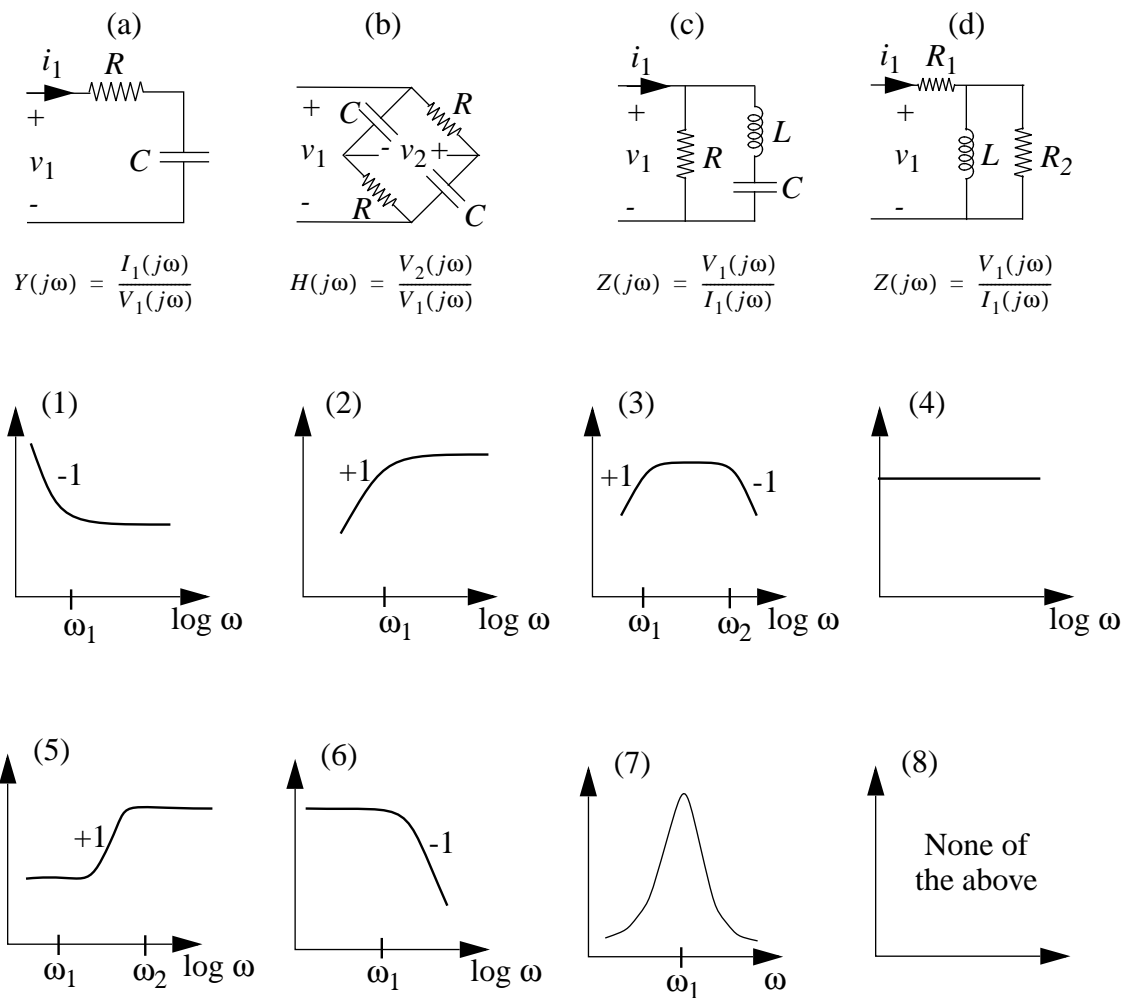 (a) (b) (c) (d)
i1 R
+
v1 C
-
+ C R
v1 - v2 +
- R C
i1
+ L
v1 R
- C
i1 R1
+
v1 L R2
-
Y(jω) = I1(jω) / V1(jω)
H(jω) = V2(jω) / V1(jω)
Z(jω) = V1(jω) / I1(jω)
Z(jω) = V1(jω) / I1(jω)
(1)
-1
ω1 log ω
(2)
+1
ω1 log ω
(3)
+1 -1
ω1 ω2 log ω
(4)
log ω
(5)
+1
ω1 ω2 log ω
(6)
-1
ω1 log ω
(7)
ω1 ω
(8)
None of
the above